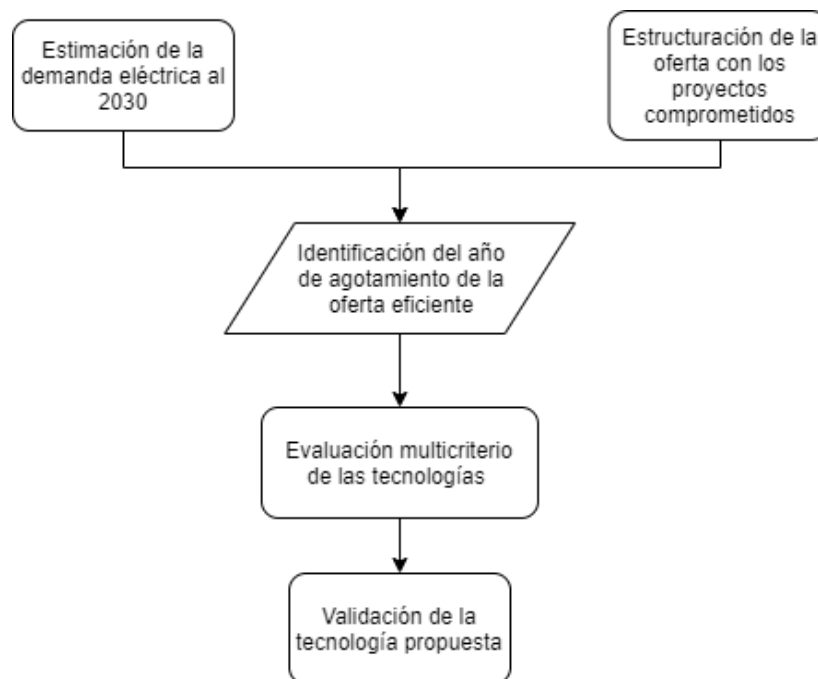 Estimación de la
demanda eléctrica al
2030
Estructuración de la
oferta con los
proyectos
comprometidos
Identificación del año
de agotamiento de la
oferta eficiente
Evaluación multicriterio
de las tecnologías
Validación de la
tecnología propuesta